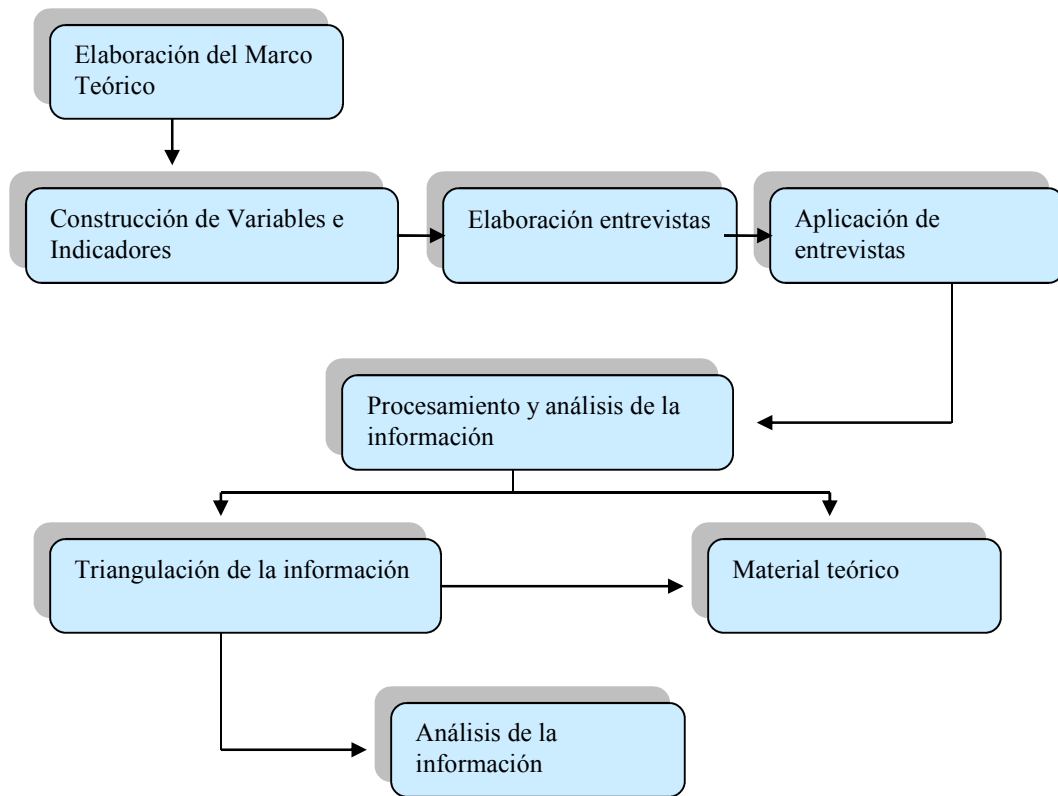 Elaboración del Marco
Teórico
Construcción de Variables e
Indicadores
Elaboración entrevistas
Aplicación de
entrevistas
Procesamiento y análisis de la
información
Triangulación de la información
Material teórico
Análisis de la
información